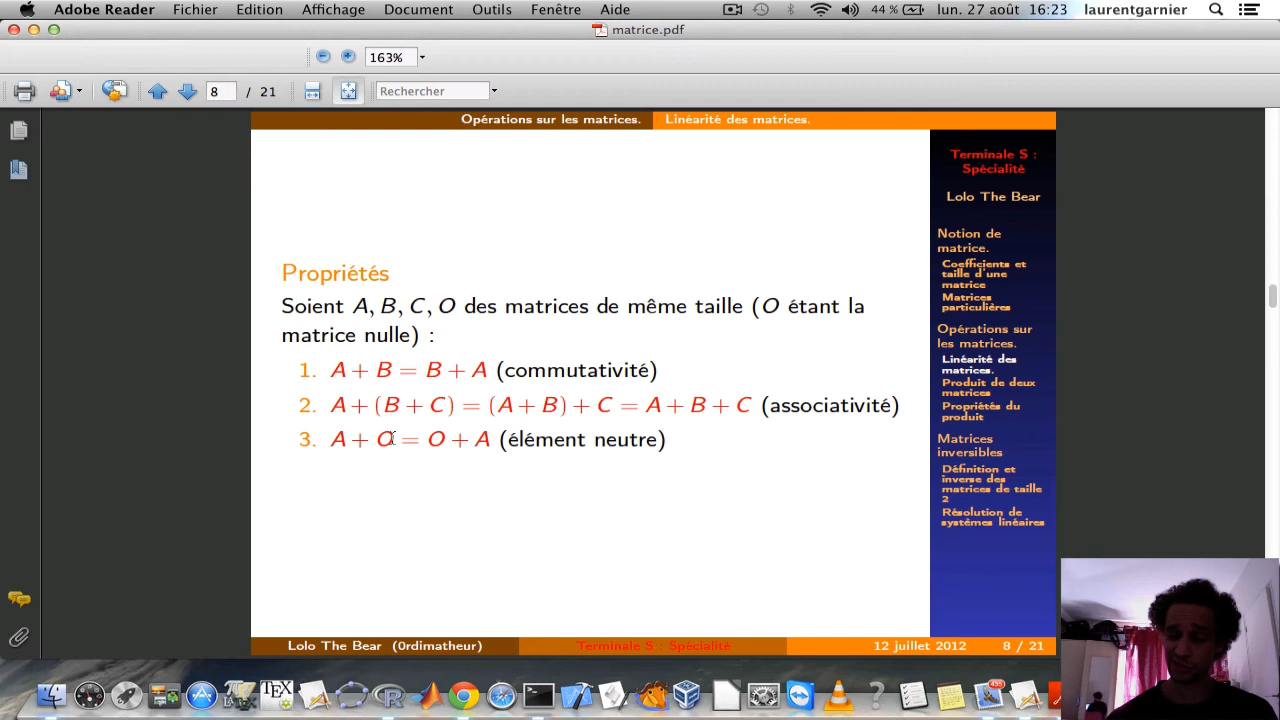 Adobe Reader Fichier Edition Affichage Document Outils Fenêtre Aide 44 % lun. 27 août 16:23 laurentgarnier
matrice.pdf
163%
8 / 21 Rechercher
Opérations sur les matrices. Linéarité des matrices.
Propriétés
Soient A, B, C, O des matrices de même taille (O étant la
matrice nulle) :
1. A + B = B + A (commutativité)
2. A + (B + C) = (A + B) + C = A + B + C (associativité)
3. A + O = O + A (élément neutre)
Terminale S :
Spécialité
Lolo The Bear
Notion de
matrice.
Coefficients et
taille d'une
matrice
Matrices
particulières
Opérations sur
les matrices.
Linéarité des
matrices.
Produit de deux
matrices
Propriétés du
produit
Matrices
inversibles
Définition et
inverse des
matrices de taille
2
Résolution de
systèmes linéaires
Lolo The Bear (0rdimatheur) Terminale S : Spécialité 12 juillet 2012 8 / 21
TEX
435